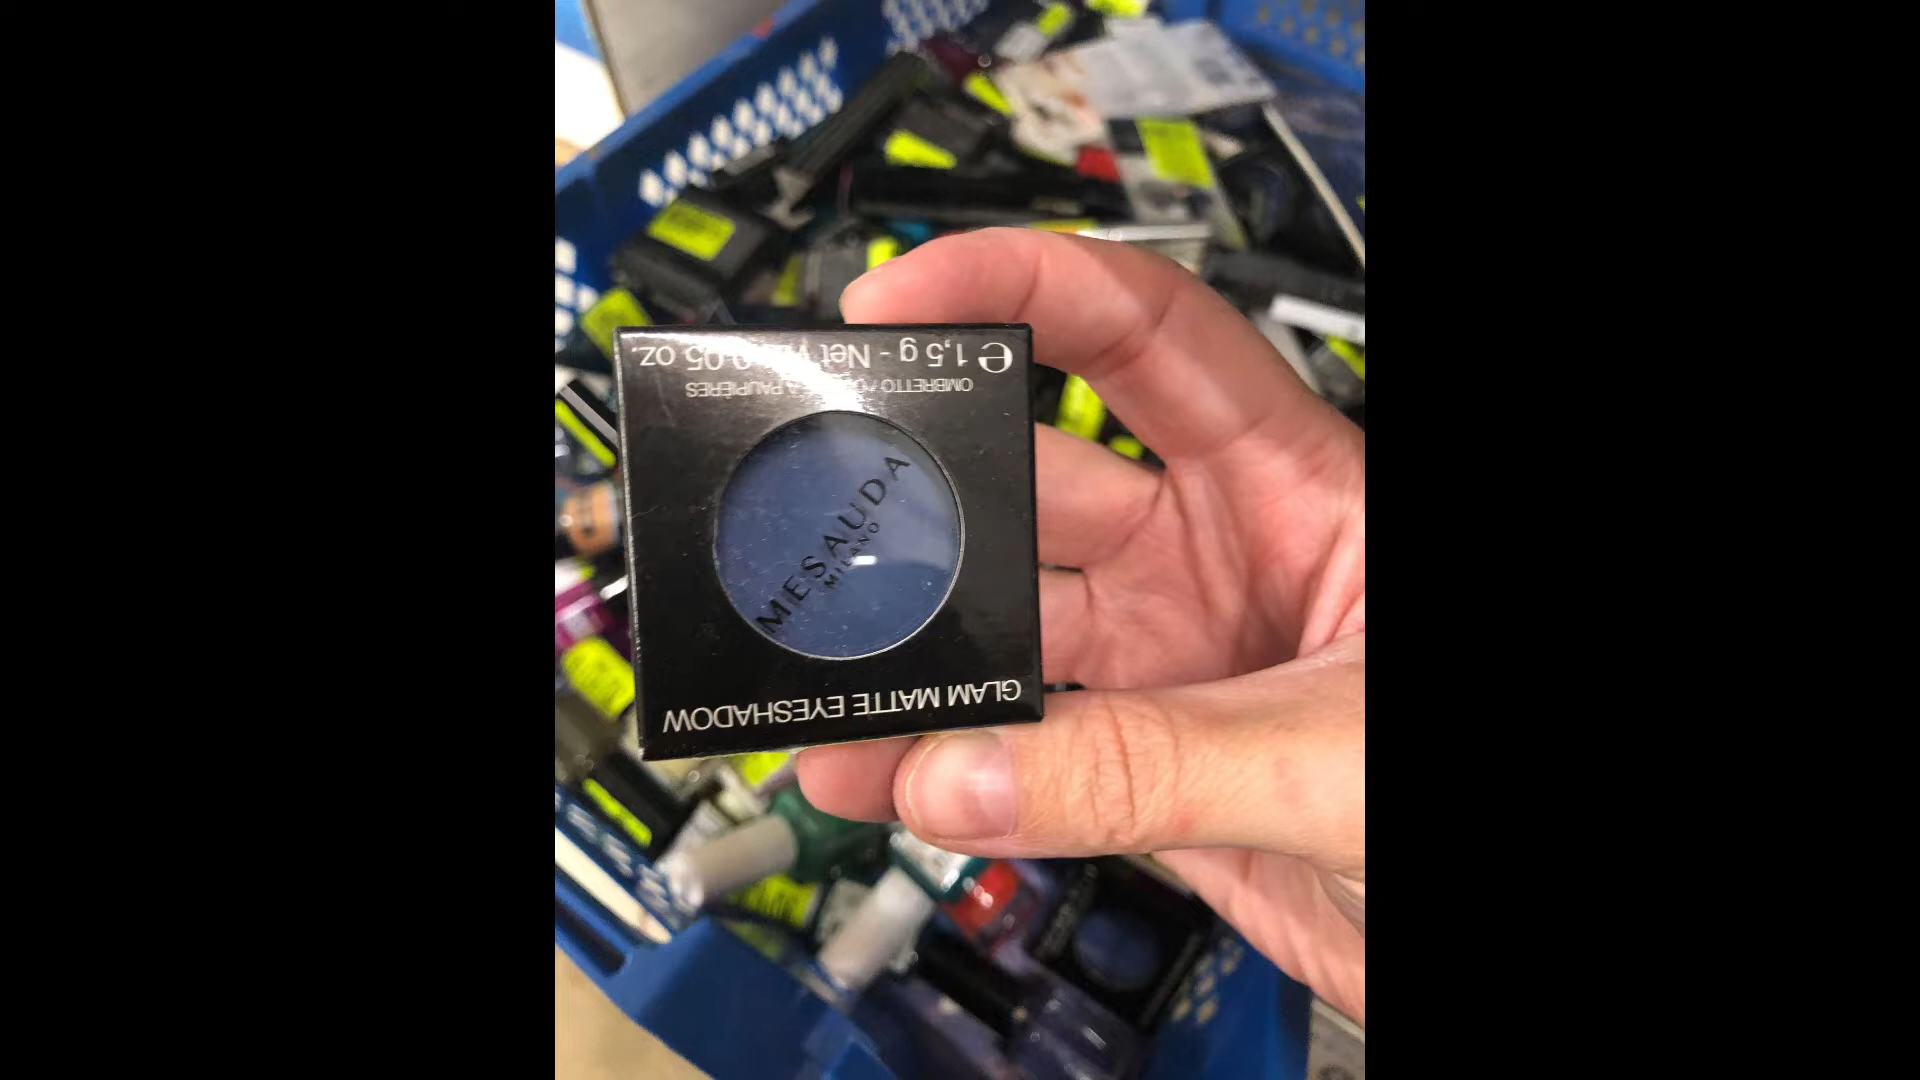 GLAM MATTE EYESHADOW
MESAUDA
MILANO
OMBRETTO / À PAUPIÈRES
e 1,5 g - Net 0.05 OZ.